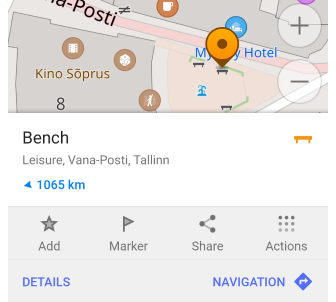 Vana-Posti
Kino Sõprus
Hotel
8
Bench
Leisure, Vana-Posti, Tallinn
1065 km
Add
Marker
Share
Actions
DETAILS
NAVIGATION